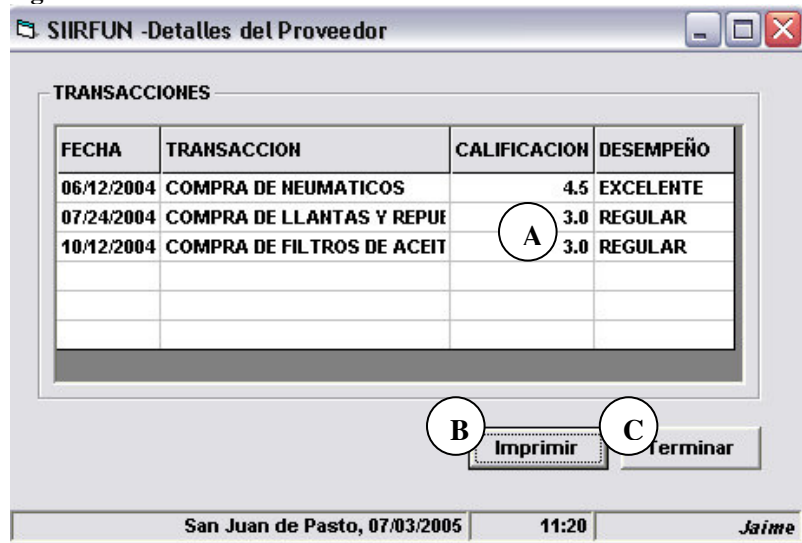 SIIRFUN -Detalles del Proveedor
TRANSACCIONES
FECHA TRANSACCION CALIFICACION DESEMPEÑO
06/12/2004 COMPRA DE NEUMATICOS 4.5 EXCELENTE
07/24/2004 COMPRA DE LLANTAS Y REPUE 3.0 REGULAR
10/12/2004 COMPRA DE FILTROS DE ACEIT 3.0 REGULAR
A
B Imprimir C Terminar
San Juan de Pasto, 07/03/2005 11:20 Jaime